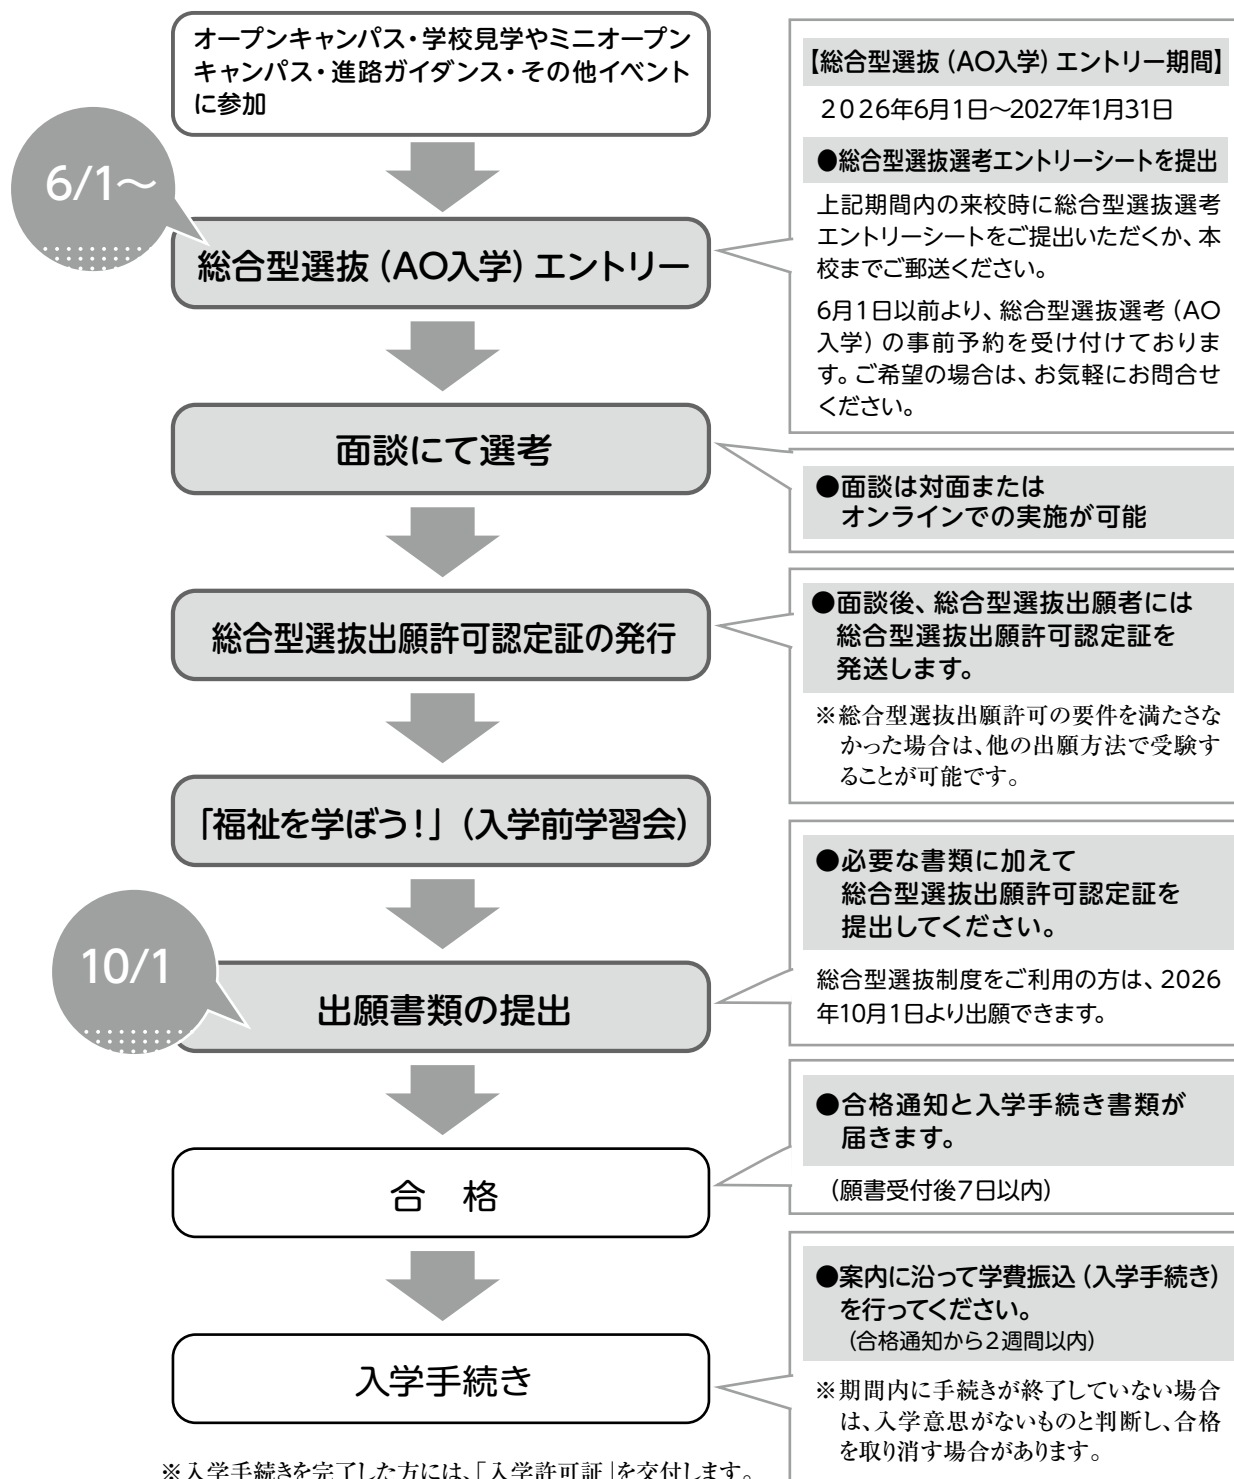 オープンキャンパス・学校見学やミニオープン
キャンパス・進路ガイダンス・その他イベント
に参加
6/1～
総合型選抜（AO入学）エントリー
【総合型選抜（AO入学）エントリー期間】
2026年6月1日～2027年1月31日
●総合型選抜選考エントリーシートを提出
上記期間内の来校時に総合型選抜選考
エントリーシートをご提出いただくか、本
校までご郵送ください。
6月1日以前より、総合型選抜選考（AO
入学）の事前予約を受け付けておりま
す。ご希望の場合は、お気軽にお問合せ
ください。
面談にて選考
●面談は対面または
オンラインでの実施が可能
総合型選抜出願許可認定証の発行
●面談後、総合型選抜出願者には
総合型選抜出願許可認定証を
発送します。
※総合型選抜出願許可の要件を満たさな
かった場合は、他の出願方法で受験す
ることが可能です。
「福祉を学ぼう！」（入学前学習会）
10/1
出願書類の提出
●必要な書類に加えて
総合型選抜出願許可認定証を
提出してください。
総合型選抜制度をご利用の方は、2026
年10月1日より出願できます。
合　格
●合格通知と入学手続き書類が
届きます。
（願書受付後7日以内）
入学手続き
●案内に沿って学費振込（入学手続き）
を行ってください。
（合格通知から2週間以内）
※期間内に手続きが終了していない場合
は、入学意思がないものと判断し、合格
を取り消す場合があります。
※入学手続きを完了した方には、「入学許可証」を交付します。